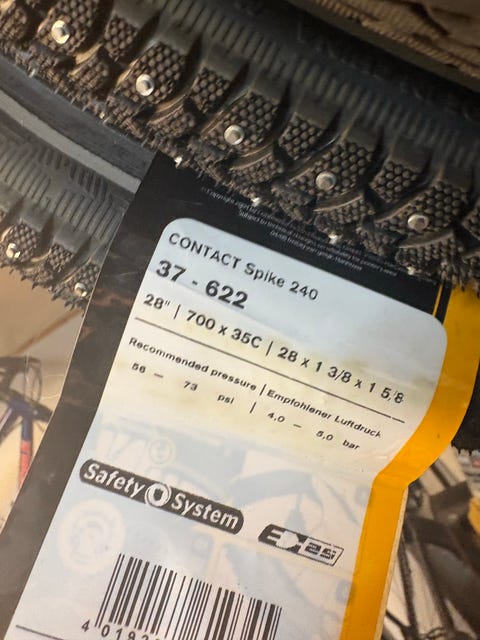 CONTACT Spike 240
37 - 622
28" | 700 x 35C | 28 x 1 3/8 x 1 5/8
Recommended pressure | Empfohlener Luftdruck
56 - 73 psi | 4,0 - 5,0 bar
Safety System
E 25